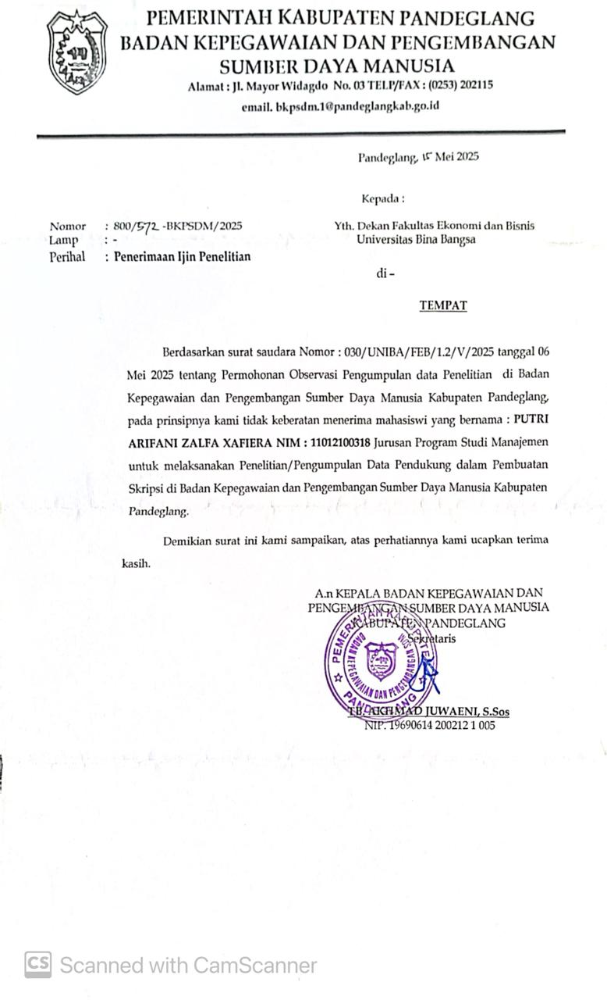 PEMERINTAH KABUPATEN PANDEGLANG
BADAN KEPEGAWAIAN DAN PENGEMBANGAN
SUMBER DAYA MANUSIA
Alamat : Jl. Mayor Widagdo No. 03 TELP/FAX : (0253) 202115
email. bkpsdm.1@pandeglangkab.go.id
Pandeglang, 15 Mei 2025
Kepada :
Nomor : 800/572 -BKPSDM/2025
Lamp : -
Perihal : Penerimaan Ijin Penelitian
Yth. Dekan Fakultas Ekonomi dan Bisnis
Universitas Bina Bangsa
di –
TEMPAT
Berdasarkan surat saudara Nomor : 030/UNIBA/FEB/1.2/V/2025 tanggal 06
Mei 2025 tentang Permohonan Observasi Pengumpulan data Penelitian di Badan
Kepegawaian dan Pengembangan Sumber Daya Manusia Kabupaten Pandeglang,
pada prinsipnya kami tidak keberatan menerima mahasiswi yang bernama : PUTRI
ARIFANI ZALFA XAFIERA NIM : 11012100318 Jurusan Program Studi Manajemen
untuk melaksanakan Penelitian/Pengumpulan Data Pendukung dalam Pembuatan
Skripsi di Badan Kepegawaian dan Pengembangan Sumber Daya Manusia Kabupaten
Pandeglang.
Demikian surat ini kami sampaikan, atas perhatiannya kami ucapkan terima
kasih.
A.n KEPALA BADAN KEPEGAWAIAN DAN
PENGEMBANGAN SUMBER DAYA MANUSIA
KABUPATEN PANDEGLANG
Sekretaris
PEMERINTAH KABUPATEN
BADAN KEPEGAWAIAN DAN PENGEMBANGAN SDM
PANDEGLANG
TB. AKHMAD JUWAENI, S.Sos
NIP. 19690614 200212 1 005
CS Scanned with CamScanner